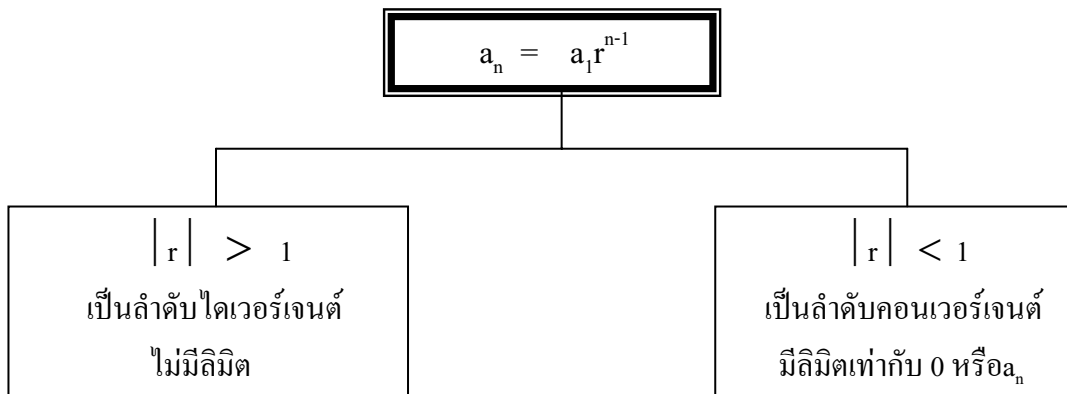 aₙ = a₁rⁿ⁻¹
|r| > 1
เป็นลำดับไดเวอร์เจนต์
ไม่มีลิมิต
|r| < 1
เป็นลำดับคอนเวอร์เจนต์
มีลิมิตเท่ากับ 0 หรือaₙ